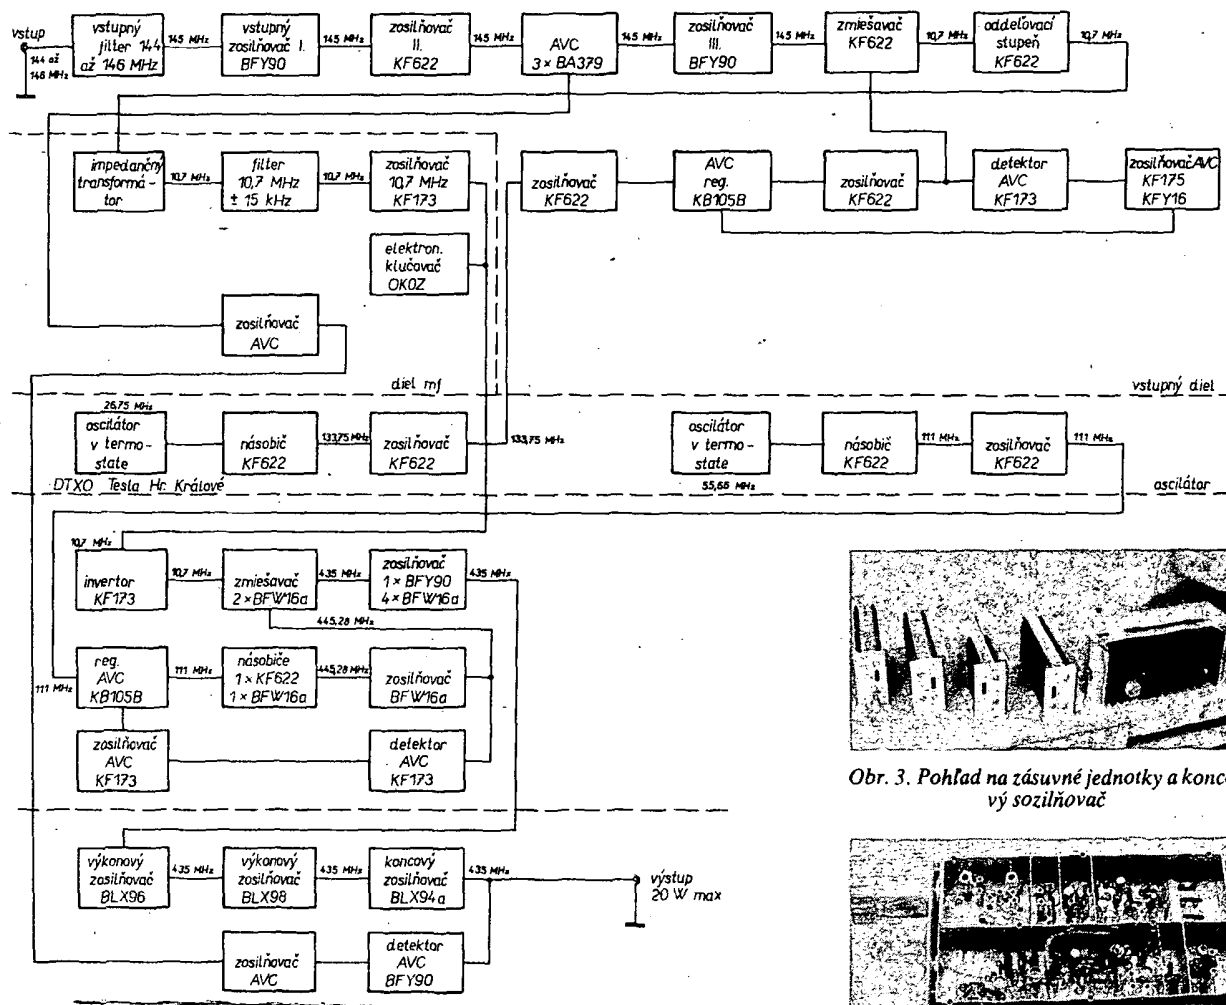 vstup
144 až
146 MHz
vstupný
filter 144
až 146 MHz
145 MHz
vstupný
zosilňovač I.
BFY90
145 MHz
zosilňovač
II.
KF622
145 MHz
AVC
3 × BA379
145 MHz
zosilňovač
III.
BFY90
145 MHz
zmiešavač
KF622
10,7 MHz
oddeľovací
stupeň
KF622
10,7 MHz
impedančný
transformá-
tor
10,7 MHz
filter
10,7 MHz
± 15 kHz
10,7 MHz
zosilňovač
10,7 MHz
KF173
zosilňovač
KF622
AVC
reg.
KB105B
zosilňovač
KF622
detektor
AVC
KF173
zosilňovač AVC
KF175
KFY16
elektron.
kľučovač
OK0Z
zosilňovač
AVC
diel mf
vstupný diel
26,75 MHz
oscilátor
v termo-
state
násobič
KF622
133,75 MHz
zosilňovač
KF622
133,75 MHz
oscilátor
v termo-
state
55,66 MHz
násobič
KF622
111 MHz
zosilňovač
KF622
111 MHz
DTXO Tesla Hr. Králové
oscilátor
10,7 MHz
invertor
KF173
10,7 MHz
zmiešavač
2 × BFW16a
435 MHz
zosilňovač
1 × BFY90
4 × BFW16a
435 MHz
445,28 MHz
111 MHz
reg.
AVC
KB105B
111 MHz
násobiče
1 × KF622
1 × BFW16a
445,28 MHz
zosilňovač
BFW16a
zosilňovač
AVC
KF173
detektor
AVC
KF173
výkonový
zosilňovač
BLX96
435 MHz
výkonový
zosilňovač
BLX98
435 MHz
koncový
zosilňovač
BLX94a
435 MHz
výstup
20 W max
zosilňovač
AVC
detektor
AVC
BFY90
Obr. 3. Pohľad na zásuvné jednotky a konco-
vý sozilňovač